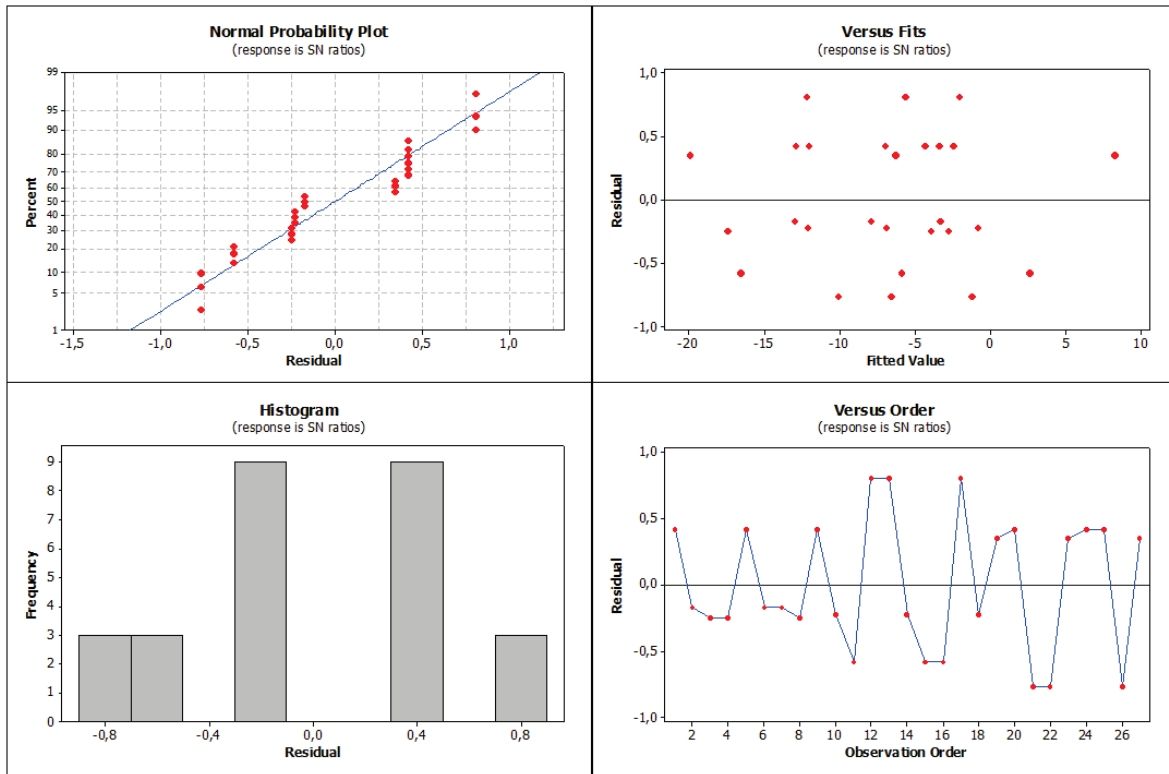 Normal Probability Plot
(response is SN ratios)
99
95
90
80
70
60
50
40
30
20
10
5
1
Percent
-1,5 -1,0 -0,5 0,0 0,5 1,0
Residual
Versus Fits
(response is SN ratios)
1,0
0,5
0,0
-0,5
-1,0
Residual
-20 -15 -10 -5 0 5 10
Fitted Value
Histogram
(response is SN ratios)
9
8
7
6
5
4
3
2
1
0
Frequency
-0,8 -0,4 0,0 0,4 0,8
Residual
Versus Order
(response is SN ratios)
1,0
0,5
0,0
-0,5
-1,0
Residual
2 4 6 8 10 12 14 16 18 20 22 24 26
Observation Order